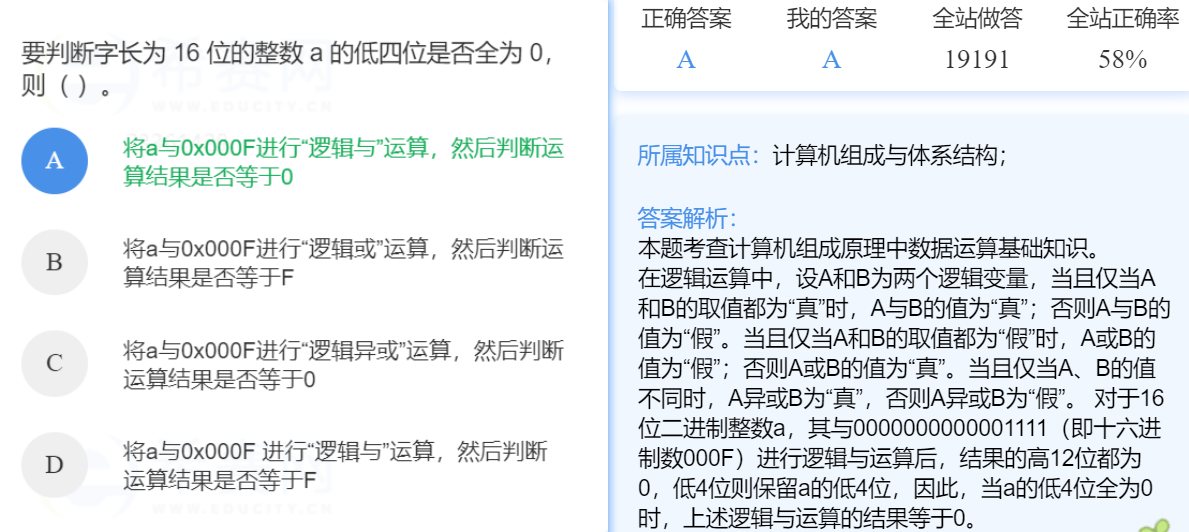 要判断字长为 16 位的整数 a 的低四位是否全为 0，
则（ ）。
A
将a与0x000F进行“逻辑与”运算，然后判断运
算结果是否等于0
B
将a与0x000F进行“逻辑或”运算，然后判断运
算结果是否等于F
C
将a与0x000F进行“逻辑异或”运算，然后判断
运算结果是否等于0
D
将a与0x000F 进行“逻辑与”运算，然后判断
运算结果是否等于F
正确答案 我的答案 全站做答 全站正确率
A A 19191 58%
所属知识点：计算机组成与体系结构；
答案解析：
本题考查计算机组成原理中数据运算基础知识。
在逻辑运算中，设A和B为两个逻辑变量，当且仅当A
和B的取值都为“真”时，A与B的值为“真”；否则A与B的
值为“假”。当且仅当A和B的取值都为“假”时，A或B的
值为“假”；否则A或B的值为“真”。当且仅当A、B的值
不同时，A异或B为“真”，否则A异或B为“假”。 对于16
位二进制整数a，其与0000000000001111（即十六进
制数000F）进行逻辑与运算后，结果的高12位都为
0，低4位则保留a的低4位，因此，当a的低4位全为0
时，上述逻辑与运算的结果等于0。
希赛网
WWW.EDUCITY.CN